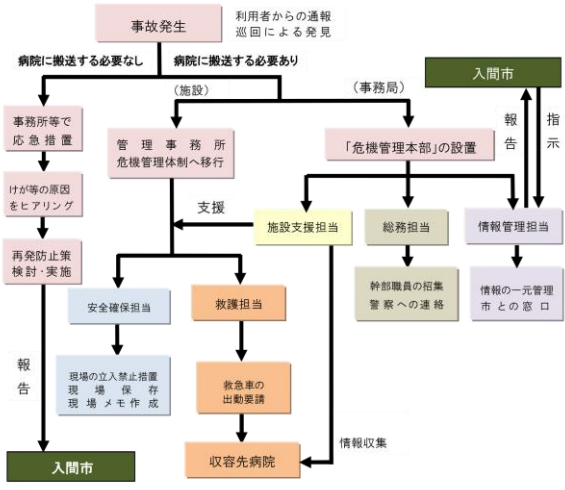 事故発生
利用者からの通報
巡回による発見
病院に搬送する必要なし
病院に搬送する必要あり
（施設）
（事務局）
入間市
事務所等で
応急措置
管理事務所
危機管理体制へ移行
「危機管理本部」の設置
報告
指示
けが等の原因
をヒアリング
支援
施設支援担当
総務担当
情報管理担当
再発防止策
検討・実施
安全確保担当
救護担当
幹部職員の招集
警察への連絡
情報の一元管理
市との窓口
報告
現場の立入禁止措置
現場保存
現場メモ作成
救急車の
出動要請
情報収集
入間市
収容先病院